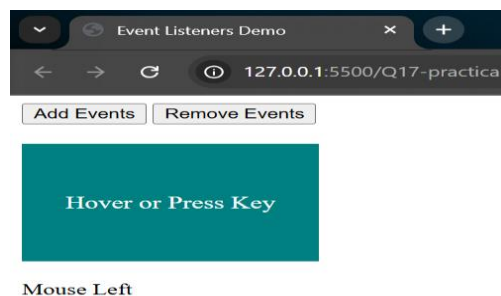 Event Listeners Demo
127.0.0.1:5500/Q17-practica
Add Events Remove Events
Hover or Press Key
Mouse Left